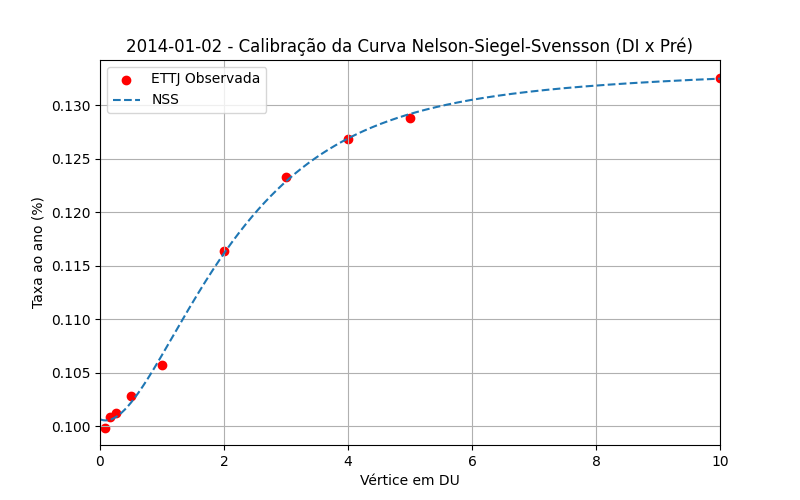 2014-01-02 - Calibração da Curva Nelson-Siegel-Svensson (DI x Pré)
ETTJ Observada
NSS
Taxa ao ano (%)
0.130
0.125
0.120
0.115
0.110
0.105
0.100
0 2 4 6 8 10
Vértice em DU